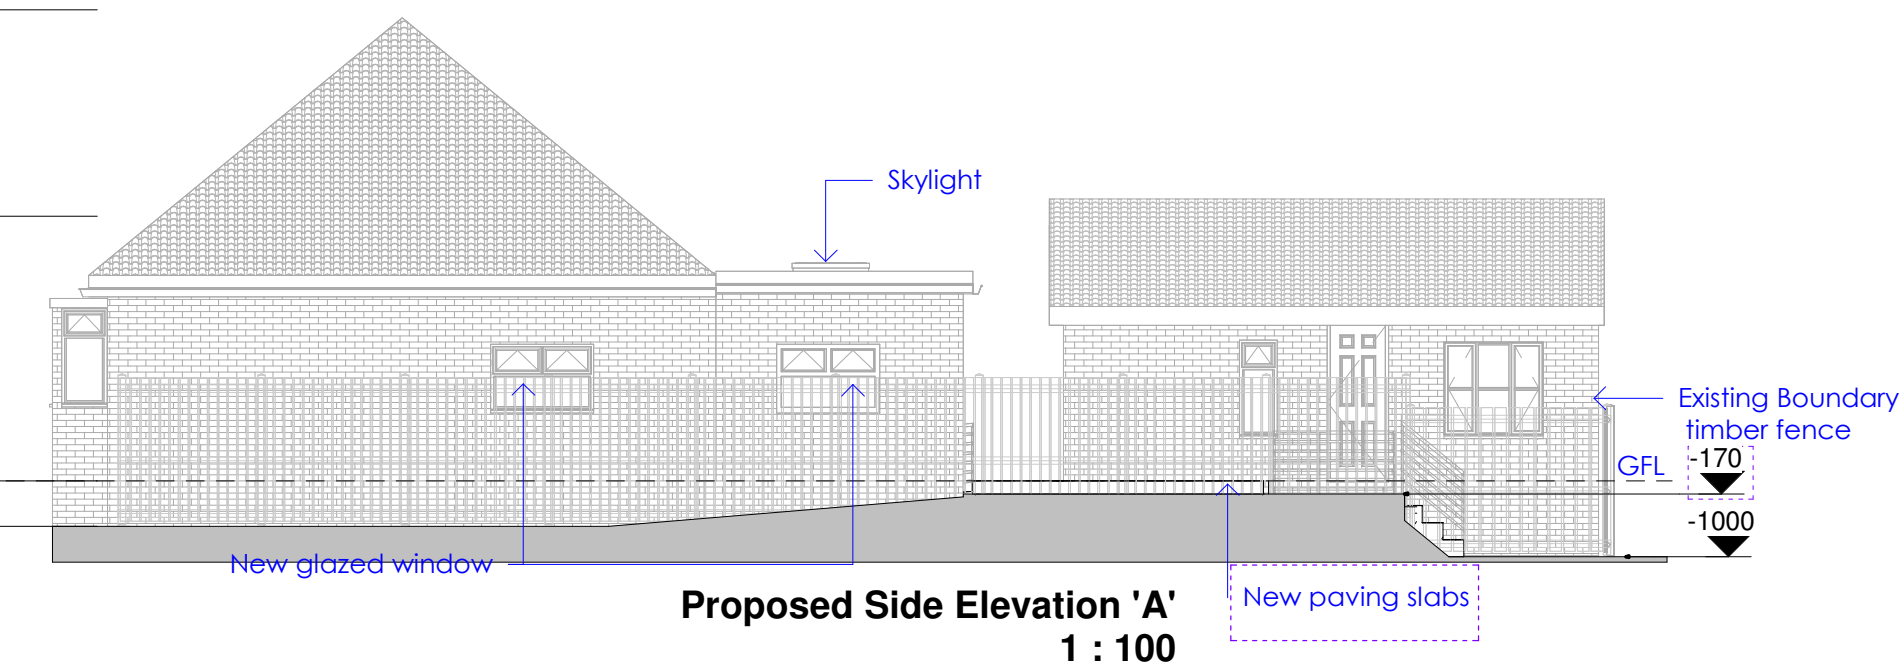 Skylight
Existing Boundary
timber fence
GFL
-170
-1000
New glazed window
New paving slabs
Proposed Side Elevation 'A'
1 : 100